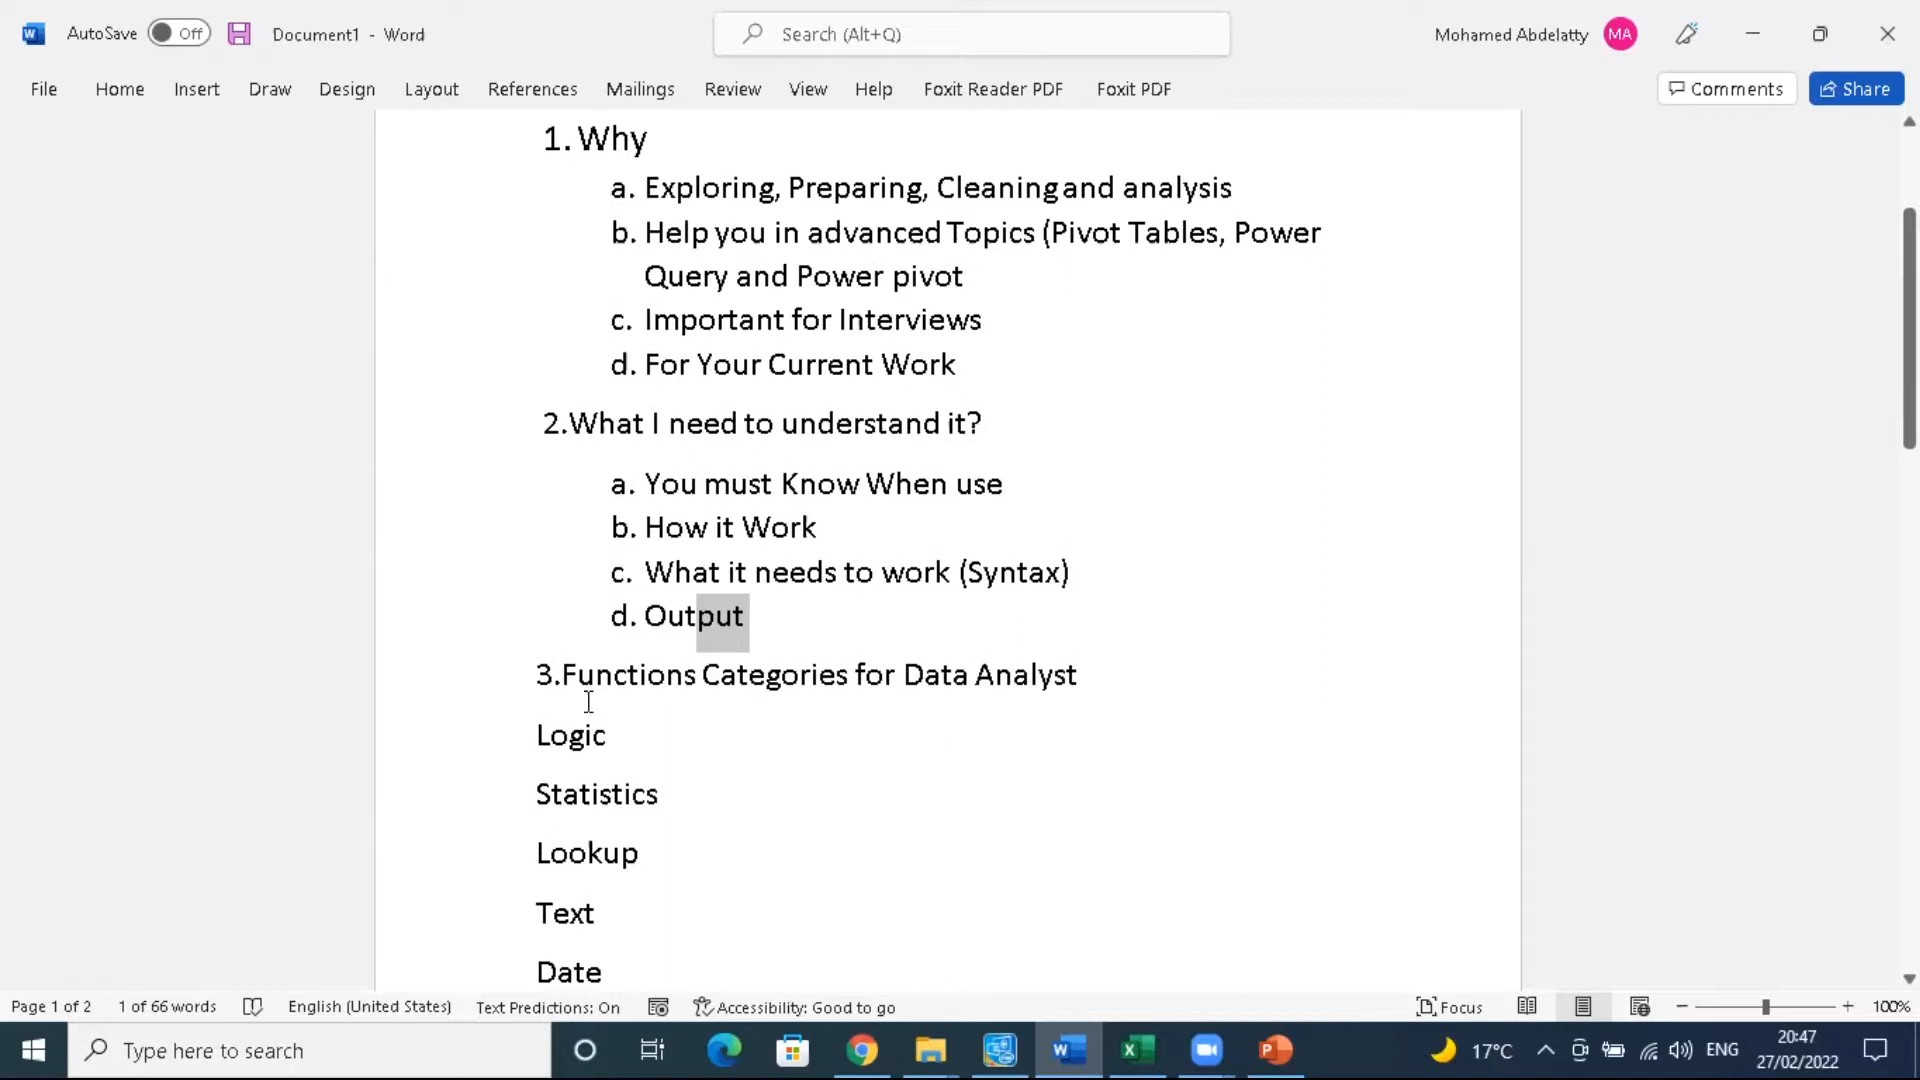 AutoSave Off Document1 - Word Search (Alt+Q) Mohamed Abdelatty MA
File Home Insert Draw Design Layout References Mailings Review View Help Foxit Reader PDF Foxit PDF Comments Share
1. Why
a. Exploring, Preparing, Cleaning and analysis
b. Help you in advanced Topics (Pivot Tables, Power
Query and Power pivot
c. Important for Interviews
d. For Your Current Work
2.What I need to understand it?
a. You must Know When use
b. How it Work
c. What it needs to work (Syntax)
d. Output
3.Functions Categories for Data Analyst
Logic
Statistics
Lookup
Text
Date
Page 1 of 2 1 of 66 words English (United States) Text Predictions: On Accessibility: Good to go Focus 100%
Type here to search 17°C ENG 20:47
27/02/2022